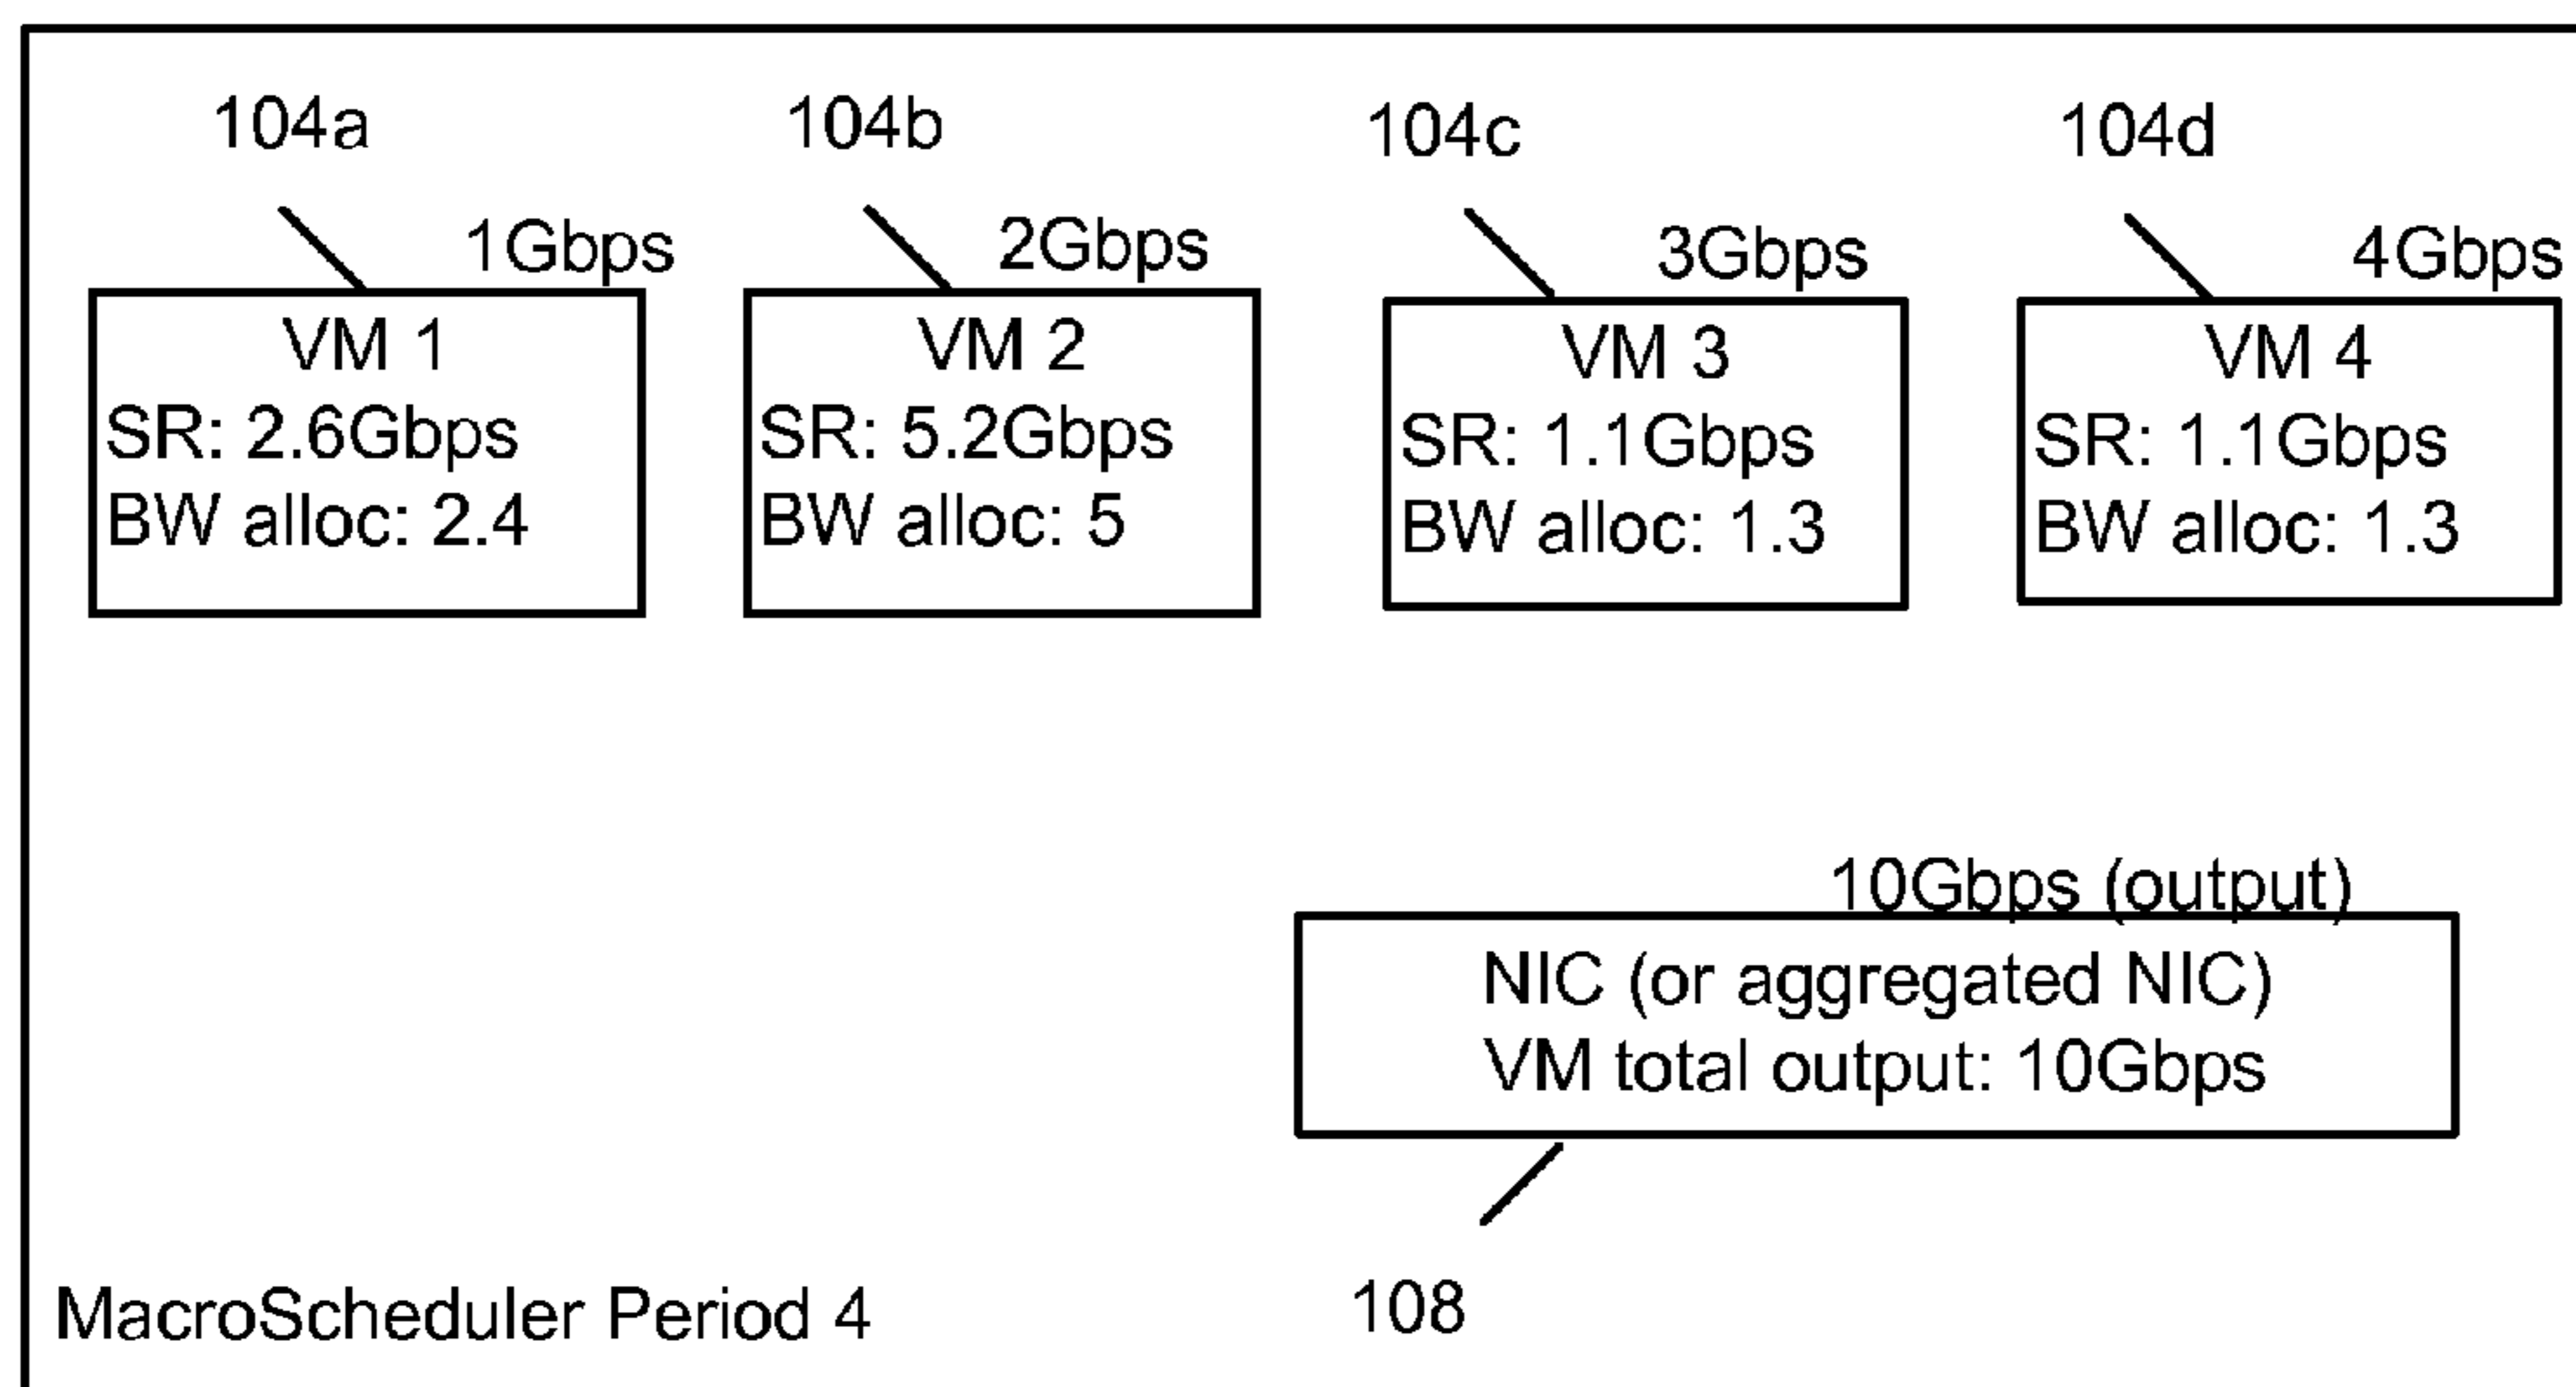 104a
104b
104c
104d
1Gbps
2Gbps
3Gbps
4Gbps
VM 1
SR: 2.6Gbps
BW alloc: 2.4
VM 2
SR: 5.2Gbps
BW alloc: 5
VM 3
SR: 1.1Gbps
BW alloc: 1.3
VM 4
SR: 1.1Gbps
BW alloc: 1.3
10Gbps (output)
NIC (or aggregated NIC)
VM total output: 10Gbps
108
MacroScheduler Period 4